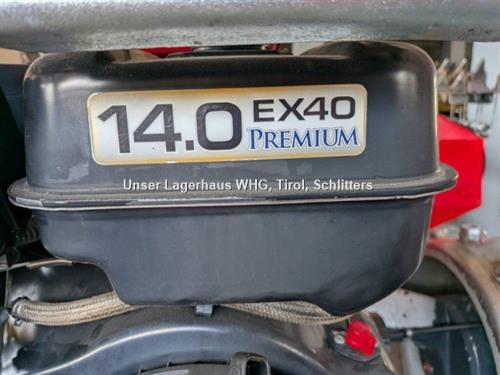 14.0 EX40
PREMIUM
Unser Lagerhaus WHG, Tirol, Schlitters